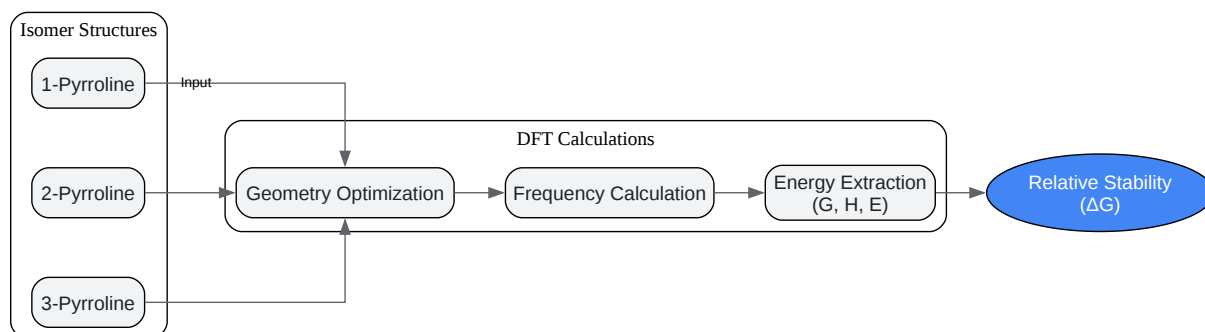 Isomer Structures
1-Pyrroline
Input
DFT Calculations
2-Pyrroline
Geometry Optimization
Frequency Calculation
Energy Extraction
(G, H, E)
Relative Stability
(ΔG)
3-Pyrroline